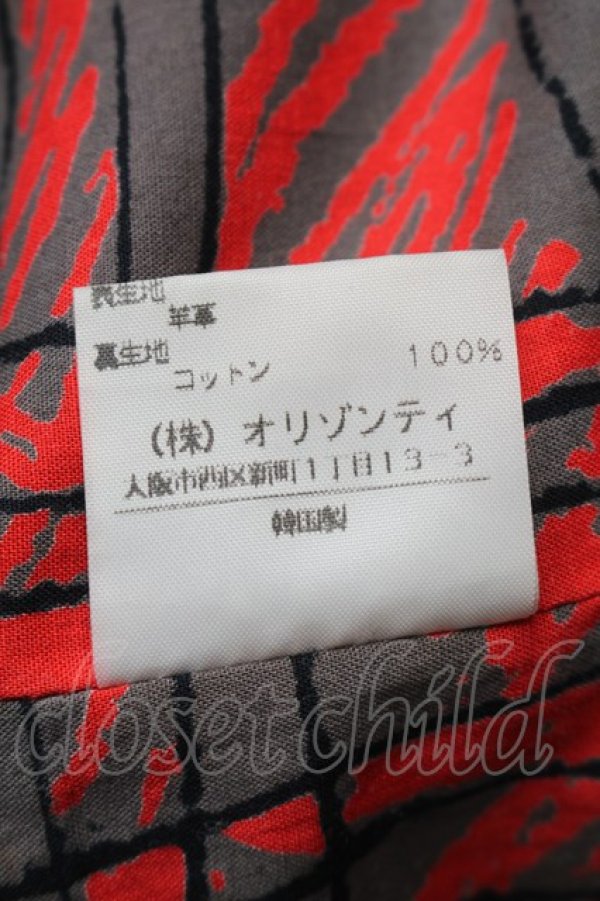 表生地
羊革
裏生地
コットン 100%
(株) オリゾンティ
大阪市西区新町1丁目13-3
韓国製
closet child